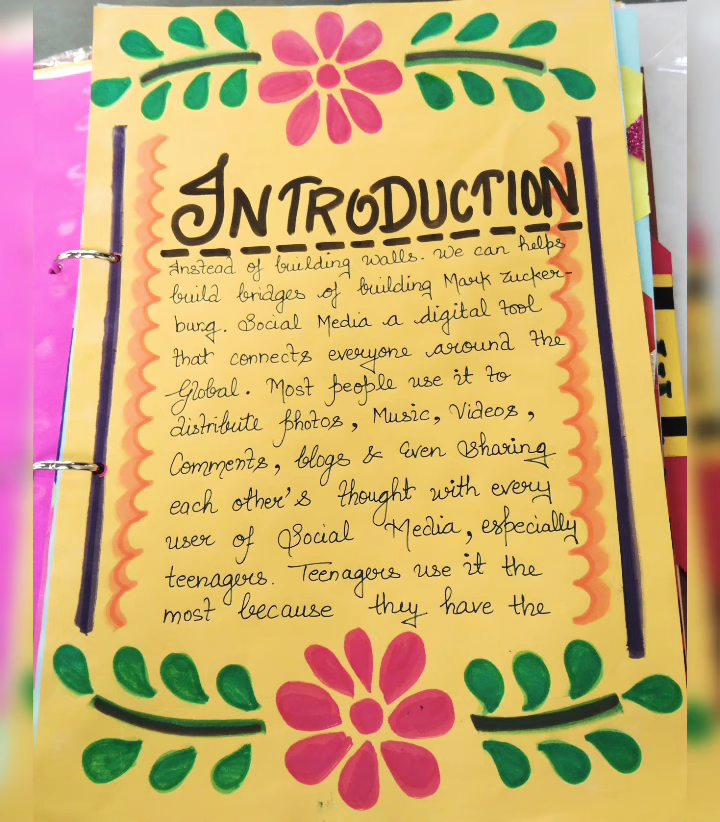 INTRODUCTION
Instead of building walls. We can helps
build bridges of building Mark Zucker-
burg. Social Media a digital tool
that connects everyone around the
Global. Most people use it to
distribute photos, Music, Videos,
Comments, blogs & Even Sharing
each other's thought with every
user of Social Media, especially
teenagers. Teenagers use it the
most because they have the